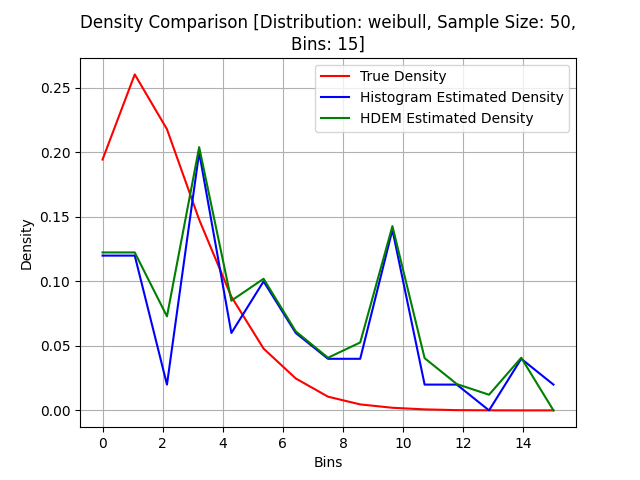 Density Comparison [Distribution: weibull, Sample Size: 50,
Bins: 15]
True Density
Histogram Estimated Density
HDEM Estimated Density
Density
0.25
0.20
0.15
0.10
0.05
0.00
0 2 4 6 8 10 12 14
Bins